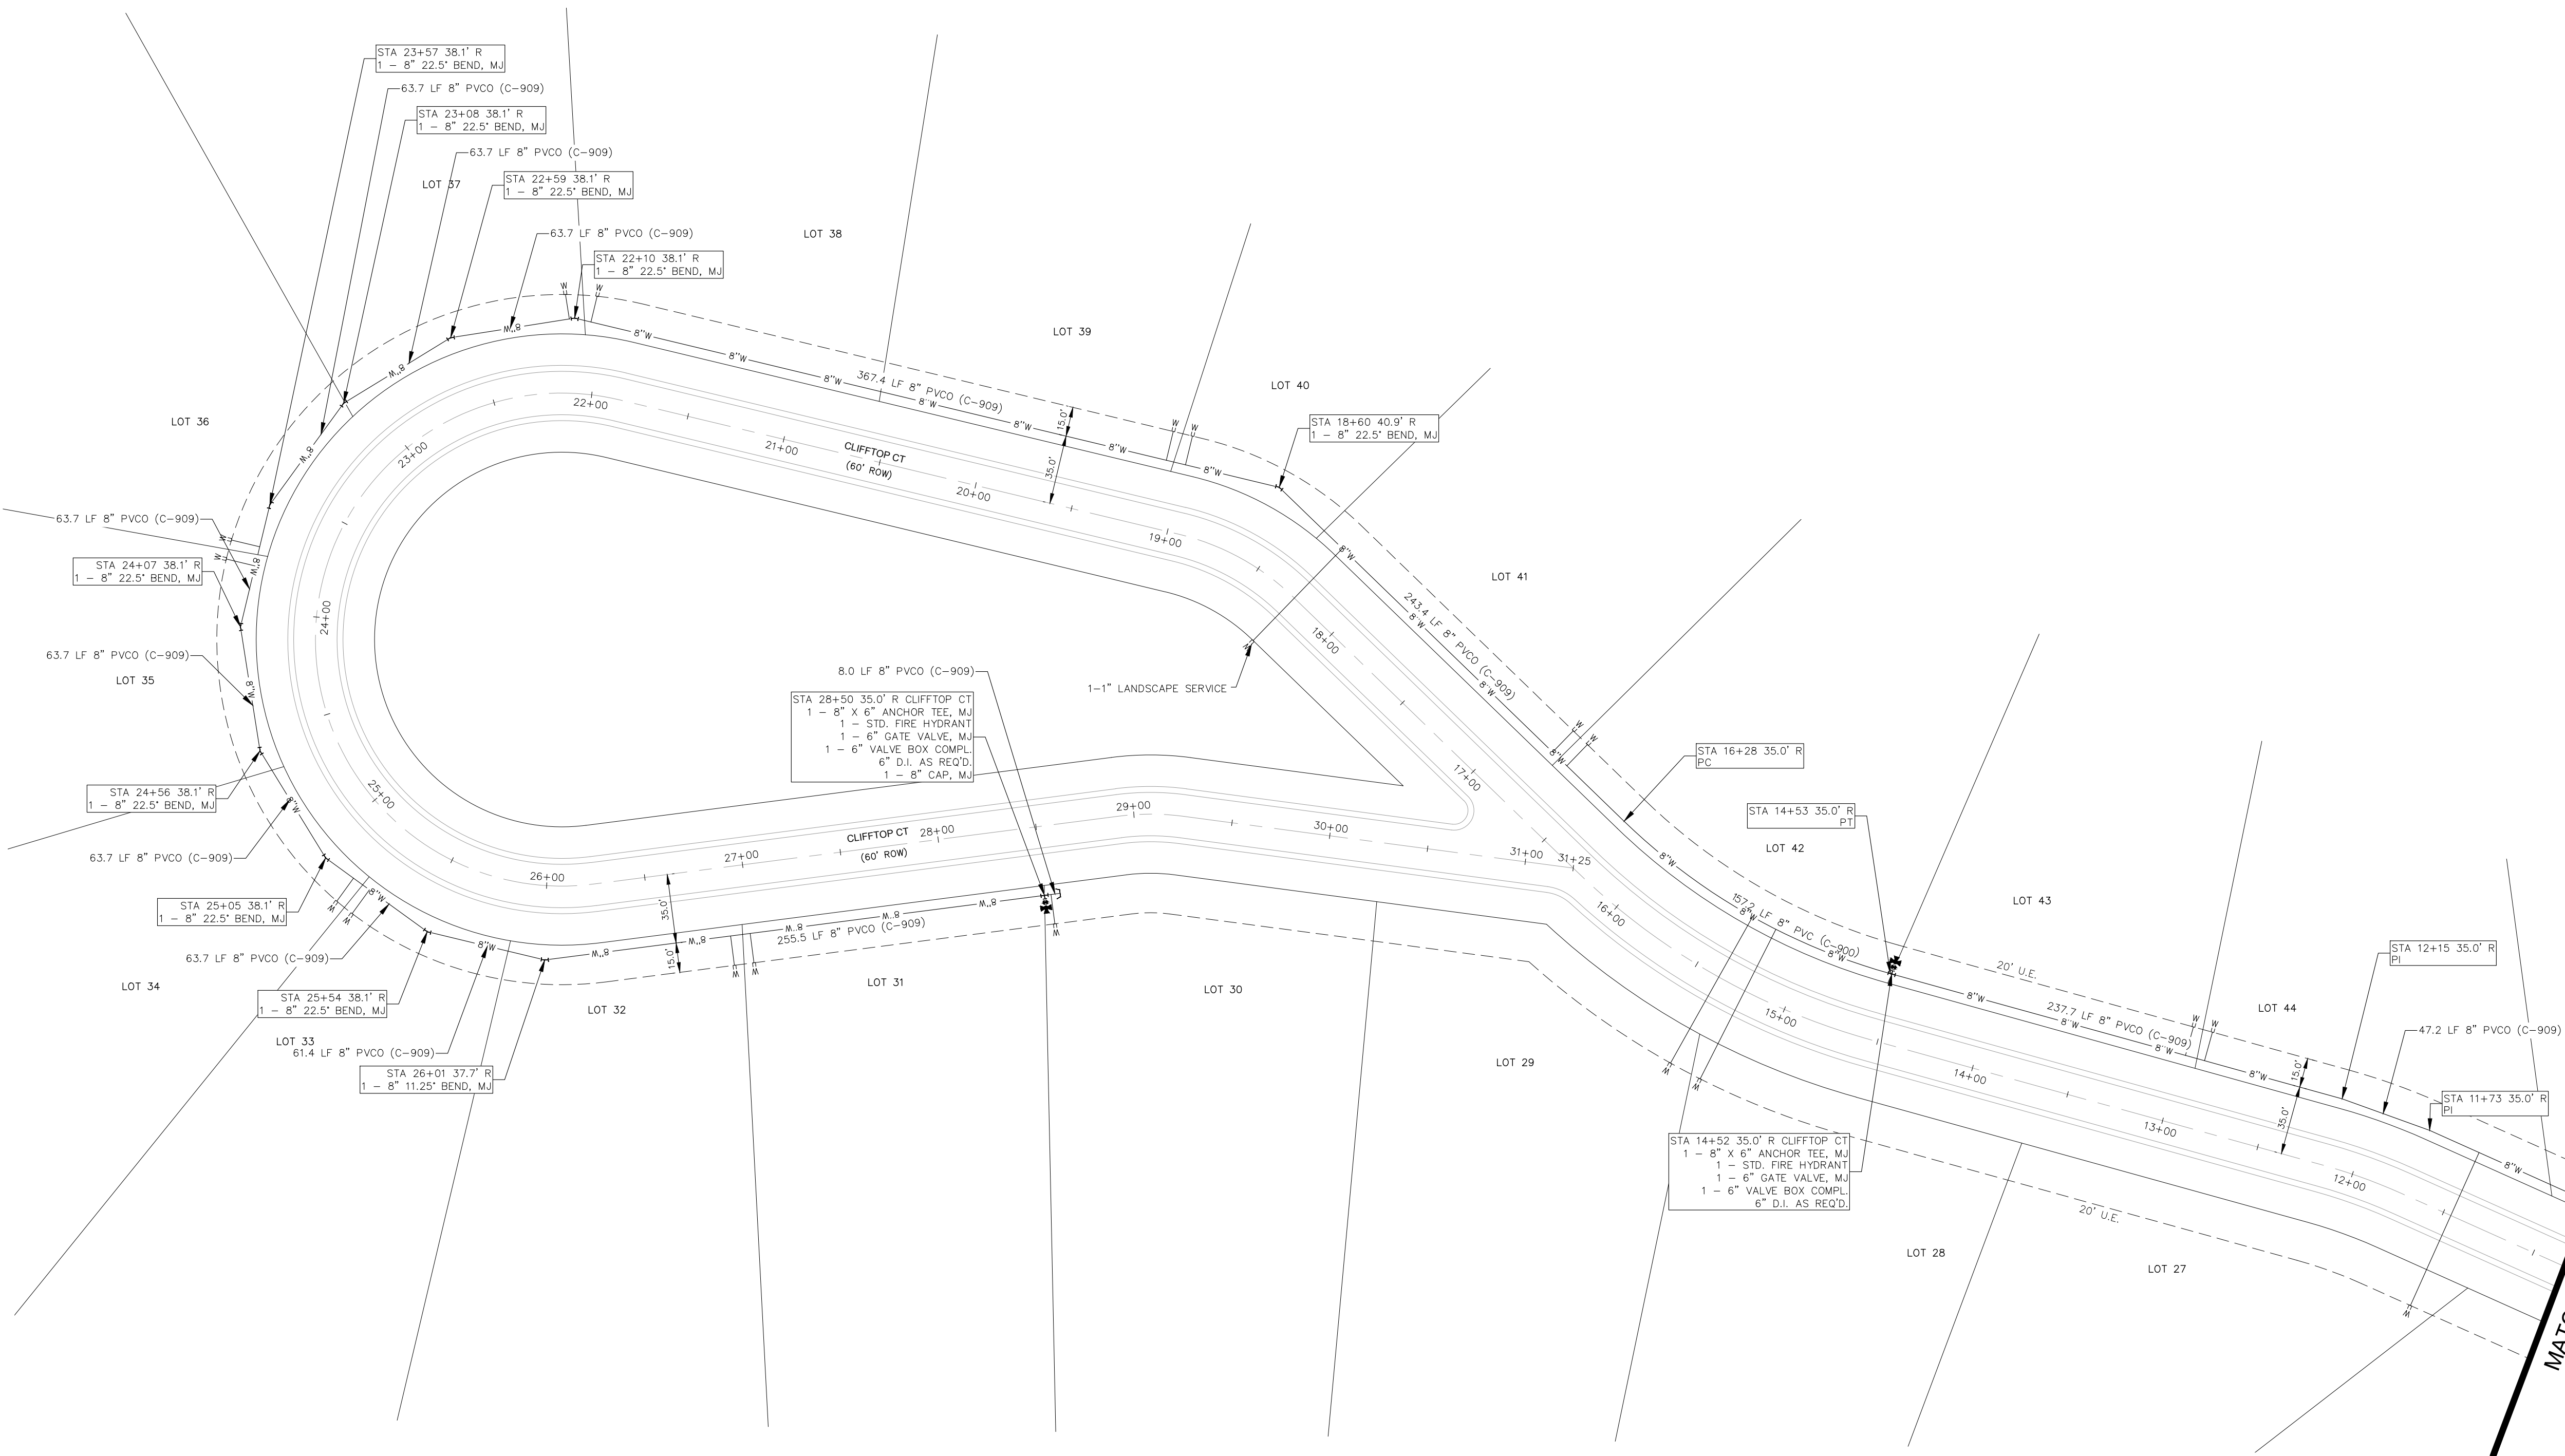 STA 23+57 38.1' R
1 – 8" 22.5° BEND, MJ
63.7 LF 8" PVCO (C-909)
STA 23+08 38.1' R
1 – 8" 22.5° BEND, MJ
63.7 LF 8" PVCO (C-909)
LOT 37
STA 22+59 38.1' R
1 – 8" 22.5° BEND, MJ
63.7 LF 8" PVCO (C-909)
LOT 38
STA 22+10 38.1' R
1 – 8" 22.5° BEND, MJ
LOT 39
LOT 40
367.4 LF 8" PVCO (C-909)
15.0'
35.0'
STA 18+60 40.9' R
1 – 8" 22.5° BEND, MJ
LOT 36
22+00
21+00
CLIFFTOP CT
(60' ROW)
20+00
19+00
23+00
63.7 LF 8" PVCO (C-909)
STA 24+07 38.1' R
1 – 8" 22.5° BEND, MJ
LOT 41
243.4 LF 8" PVCO (C-909)
24+00
18+00
63.7 LF 8" PVCO (C-909)
LOT 35
8.0 LF 8" PVCO (C-909)
1-1" LANDSCAPE SERVICE
STA 28+50 35.0' R CLIFFTOP CT
1 – 8" X 6" ANCHOR TEE, MJ
1 – STD. FIRE HYDRANT
1 – 6" GATE VALVE, MJ
1 – 6" VALVE BOX COMPL.
6" D.I. AS REQ'D.
1 – 8" CAP, MJ
STA 16+28 35.0' R
PC
17+00
STA 24+56 38.1' R
1 – 8" 22.5° BEND, MJ
25+00
STA 14+53 35.0' R
PT
LOT 42
29+00
30+00
31+00
31+25
CLIFFTOP CT
28+00
(60' ROW)
27+00
26+00
63.7 LF 8" PVCO (C-909)
STA 25+05 38.1' R
1 – 8" 22.5° BEND, MJ
35.0'
15.0'
255.5 LF 8" PVCO (C-909)
16+00
157.2 LF 8" PVC (C-900)
LOT 43
63.7 LF 8" PVCO (C-909)
LOT 34
STA 25+54 38.1' R
1 – 8" 22.5° BEND, MJ
LOT 32
LOT 31
LOT 30
20' U.E.
STA 12+15 35.0' R
PI
LOT 44
237.7 LF 8" PVCO (C-909)
47.2 LF 8" PVCO (C-909)
15+00
LOT 33
61.4 LF 8" PVCO (C-909)
STA 26+01 37.7' R
1 – 8" 11.25° BEND, MJ
LOT 29
14+00
15.0'
35.0'
STA 11+73 35.0' R
PI
13+00
STA 14+52 35.0' R CLIFFTOP CT
1 – 8" X 6" ANCHOR TEE, MJ
1 – STD. FIRE HYDRANT
1 – 6" GATE VALVE, MJ
1 – 6" VALVE BOX COMPL.
6" D.I. AS REQ'D.
12+00
20' U.E.
LOT 28
LOT 27